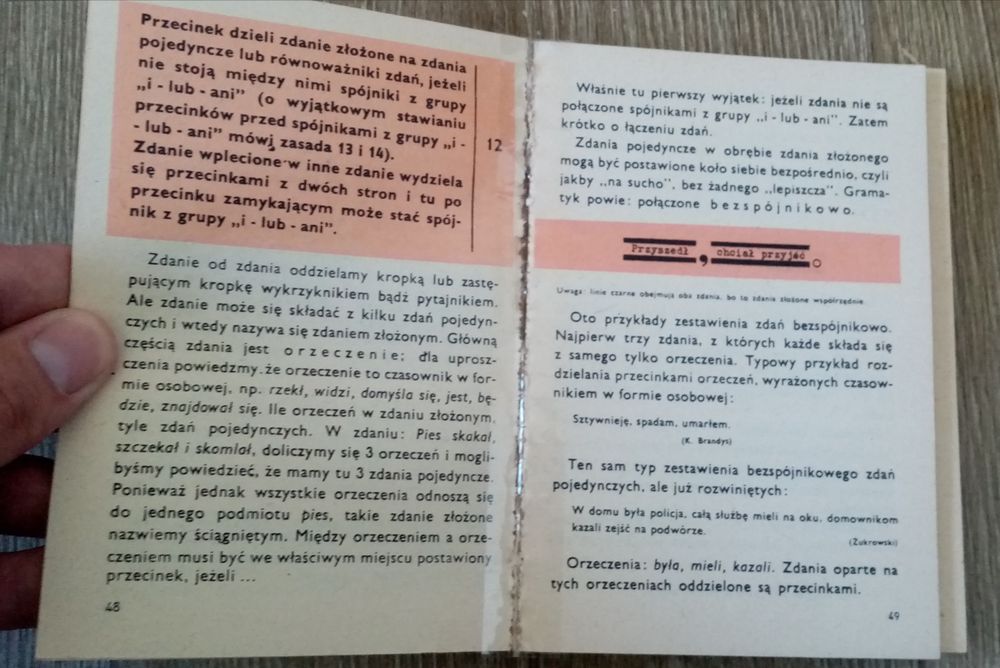 Przecinek dzieli zdanie złożone na zdania
pojedyncze lub równoważniki zdań, jeżeli
nie stoją między nimi spójniki z grupy
„i - lub - ani” (o wyjątkowym stawianiu
przecinków przed spójnikami z grupy „i -
- lub - ani” mówj zasada 13 i 14).
Zdanie wplecione w inne zdanie wydziela
się przecinkami z dwóch stron i tu po
przecinku zamykającym może stać spój-
nik z grupy „i - lub - ani”.
12
Zdanie od zdania oddzielamy kropką lub zastę-
pującym kropkę wykrzyknikiem bądź pytajnikiem.
Ale zdanie może się składać z kilku zdań pojedyn-
czych i wtedy nazywa się zdaniem złożonym. Główną
częścią zdania jest orzeczenie; dla uprosz-
czenia powiedzmy.że orzeczenie to czasownik w for-
mie osobowej, np. rzekł, widzi, domyśla się, jest, bę-
dzie, znajdował się. Ile orzeczeń w zdaniu złożonym,
tyle zdań pojedynczych. W zdaniu: Pies skakał,
szczekał i skomlał, doliczymy się 3 orzeczeń i mogli-
byśmy powiedzieć, że mamy tu 3 zdania pojedyncze.
Ponieważ jednak wszystkie orzeczenia odnoszą się
do jednego podmiotu pies, takie zdanie złożone
nazwiemy ściągniętym. Między orzeczeniem a orze-
czeniem musi być we właściwym miejscu postawiony
przecinek, jeżeli ...
48
Właśnie tu pierwszy wyjątek: jeżeli zdania nie są
połączone spójnikami z grupy „i - lub - ani”. Zatem
krótko o łączeniu zdań.
Zdania pojedyncze w obrębie zdania złożonego
mogą być postawione koło siebie bezpośrednio, czyli
jakby „na sucho”, bez żadnego „lepiszcza”. Grama-
tyk powie: połączone bezspójnikowo.
Przyszedł, chciał przyjść.
Uwaga: linie czarne obejmują oba zdania, bo to zdania złożone współrzędnie.
Oto przykłady zestawienia zdań bezspójnikowo.
Najpierw trzy zdania, z których każde składa się
z samego tylko orzeczenia. Typowy przykład roz-
dzielania przecinkami orzeczeń, wyrażonych czasow-
nikiem w formie osobowej:
Sztywnieję, spadam, umarłem.
(K. Brandys)
Ten sam typ zestawienia bezspójnikowego zdań
pojedynczych, ale już rozwiniętych:
W domu była policja, całą służbę mieli na oku, domownikom
kazali zejść na podwórze.
(Żukrowski)
Orzeczenia: była, mieli, kazali. Zdania oparte na
tych orzeczeniach oddzielone są przecinkami.
49